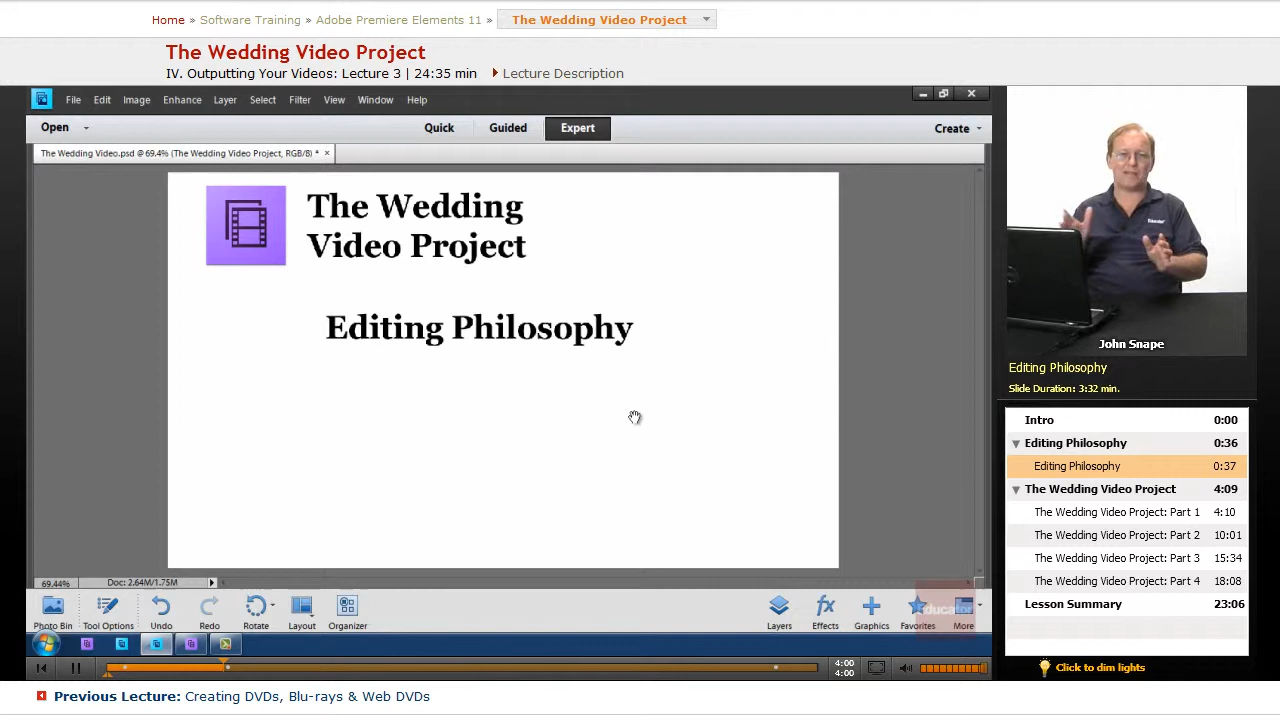 Home » Software Training » Adobe Premiere Elements 11 » The Wedding Video Project
The Wedding Video Project
IV. Outputting Your Videos: Lecture 3 | 24:35 min Lecture Description
File Edit Image Enhance Layer Select Filter View Window Help
Open Quick Guided Expert Create
The Wedding Video.psd @ 69.4% (The Wedding Video Project, RGB/8) * ×
The Wedding
Video Project
Editing Philosophy
69.44% Doc: 2.64M/1.75M
Photo Bin Tool Options Undo Redo Rotate Layout Organizer Layers Effects Graphics Favorites More
Educator
John Snape
Editing Philosophy
Slide Duration: 3:32 min.
Intro 0:00
Editing Philosophy 0:36
Editing Philosophy 0:37
The Wedding Video Project 4:09
The Wedding Video Project: Part 1 4:10
The Wedding Video Project: Part 2 10:01
The Wedding Video Project: Part 3 15:34
The Wedding Video Project: Part 4 18:08
Lesson Summary 23:06
4:00
4:00
Click to dim lights
Previous Lecture: Creating DVDs, Blu-rays & Web DVDs